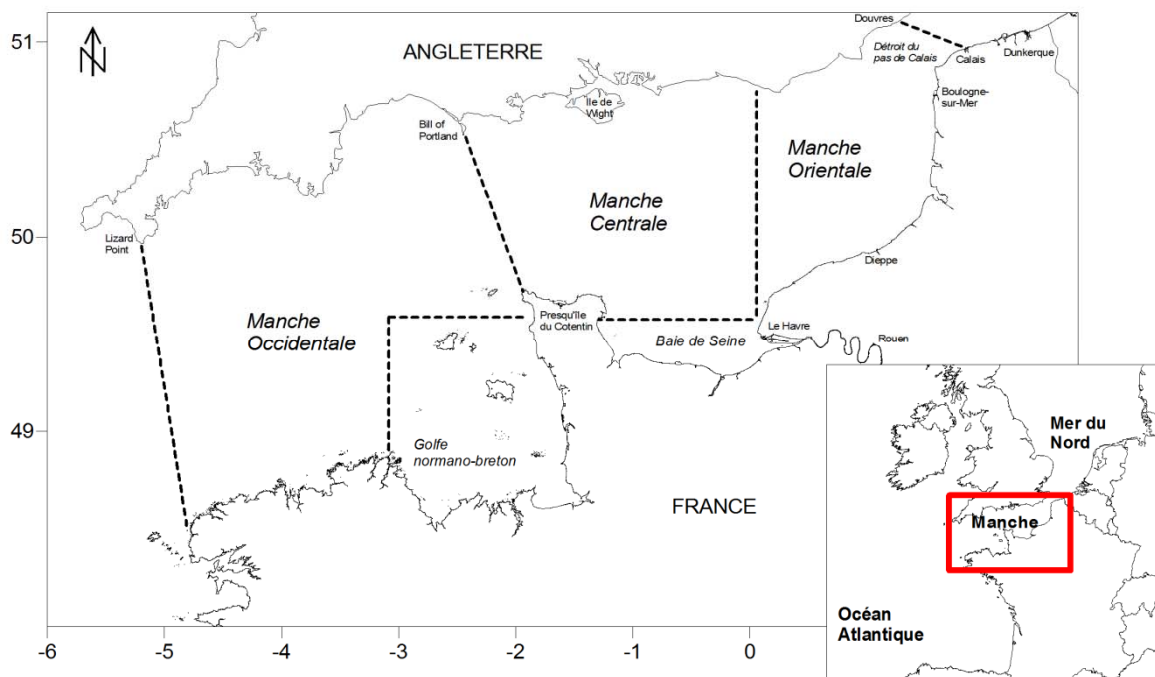 51
50
49
-6
-5
-4
-3
-2
-1
0
N
ANGLETERRE
Douvres
Détroit du
pas de Calais
Calais
Dunkerque
Boulogne-
sur-Mer
Ile de
Wight
Bill of
Portland
Manche
Orientale
Manche
Centrale
Lizard
Point
Dieppe
Manche
Occidentale
Presqu'île
du Cotentin
Baie de Seine
Le Havre
Rouen
Golfe
normano-breton
FRANCE
Mer du
Nord
Manche
Océan
Atlantique